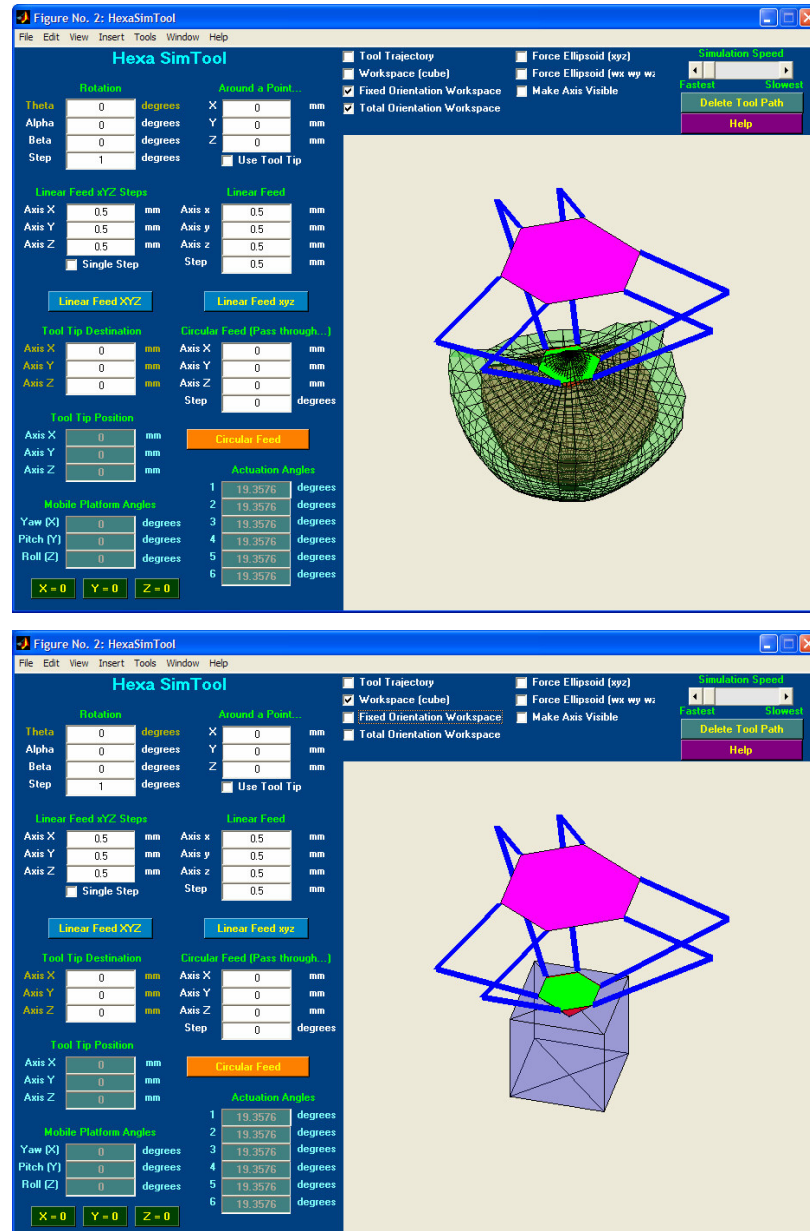 Figure No. 2: HexaSimTool
File Edit View Insert Tools Window Help
Hexa SimTool
Tool Trajectory
Workspace (cube)
Fixed Orientation Workspace
Total Orientation Workspace
Force Ellipsoid (xyz)
Force Ellipsoid (wx wy wz
Make Axis Visible
Simulation Speed
Fastest Slowest
Delete Tool Path
Help
Rotation Around a Point...
Theta 0 degrees X 0 mm
Alpha 0 degrees Y 0 mm
Beta 0 degrees Z 0 mm
Step 1 degrees Use Tool Tip
Linear Feed xYZ Steps Linear Feed
Axis X 0.5 mm Axis x 0.5 mm
Axis Y 0.5 mm Axis y 0.5 mm
Axis Z 0.5 mm Axis z 0.5 mm
Single Step Step 0.5 mm
Linear Feed XYZ Linear Feed xyz
Tool Tip Destination Circular Feed (Pass through...)
Axis X 0 mm Axis X 0 mm
Axis Y 0 mm Axis Y 0 mm
Axis Z 0 mm Axis Z 0 mm
Step 0 degrees
Tool Tip Position
Axis X 0 mm Circular Feed
Axis Y 0 mm
Axis Z 0 mm Actuation Angles
1 19.3576 degrees
Mobile Platform Angles 2 19.3576 degrees
Yaw (X) 0 degrees 3 19.3576 degrees
Pitch (Y) 0 degrees 4 19.3576 degrees
Roll (Z) 0 degrees 5 19.3576 degrees
6 19.3576 degrees
X = 0 Y = 0 Z = 0
Figure No. 2: HexaSimTool
File Edit View Insert Tools Window Help
Hexa SimTool
Tool Trajectory
Workspace (cube)
Fixed Orientation Workspace
Total Orientation Workspace
Force Ellipsoid (xyz)
Force Ellipsoid (wx wy wz
Make Axis Visible
Simulation Speed
Fastest Slowest
Delete Tool Path
Help
Rotation Around a Point...
Theta 0 degrees X 0 mm
Alpha 0 degrees Y 0 mm
Beta 0 degrees Z 0 mm
Step 1 degrees Use Tool Tip
Linear Feed xYZ Steps Linear Feed
Axis X 0.5 mm Axis x 0.5 mm
Axis Y 0.5 mm Axis y 0.5 mm
Axis Z 0.5 mm Axis z 0.5 mm
Single Step Step 0.5 mm
Linear Feed XYZ Linear Feed xyz
Tool Tip Destination Circular Feed (Pass through...)
Axis X 0 mm Axis X 0 mm
Axis Y 0 mm Axis Y 0 mm
Axis Z 0 mm Axis Z 0 mm
Step 0 degrees
Tool Tip Position
Axis X 0 mm Circular Feed
Axis Y 0 mm
Axis Z 0 mm Actuation Angles
1 19.3576 degrees
Mobile Platform Angles 2 19.3576 degrees
Yaw (X) 0 degrees 3 19.3576 degrees
Pitch (Y) 0 degrees 4 19.3576 degrees
Roll (Z) 0 degrees 5 19.3576 degrees
6 19.3576 degrees
X = 0 Y = 0 Z = 0